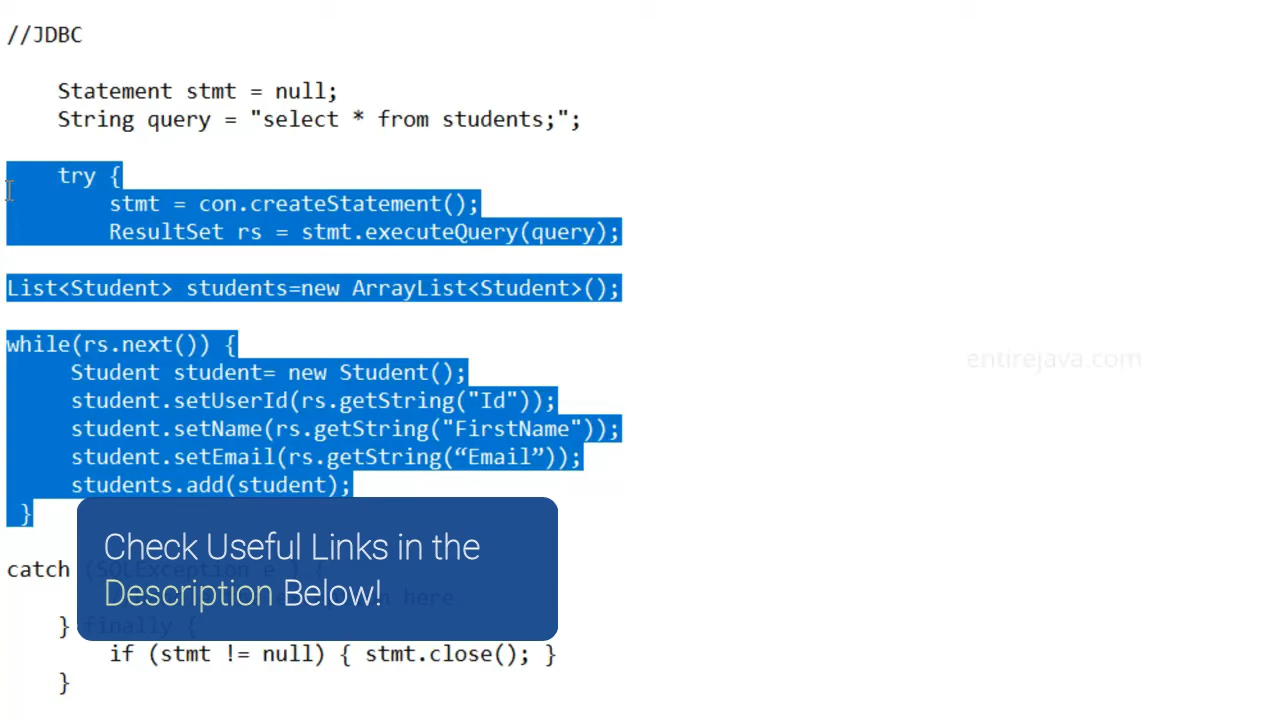 //JDBC
Statement stmt = null;
String query = "select * from students;";
try {
stmt = con.createStatement();
ResultSet rs = stmt.executeQuery(query);
List<Student> students=new ArrayList<Student>();
while(rs.next()) {
Student student= new Student();
student.setUserId(rs.getString("Id"));
student.setName(rs.getString("FirstName"));
student.setEmail(rs.getString(“Email”));
students.add(student);
}
catch (SQLException e ) {
here
} finally {
if (stmt != null) { stmt.close(); }
}
Check Useful Links in the
Description Below!
entirejava.com